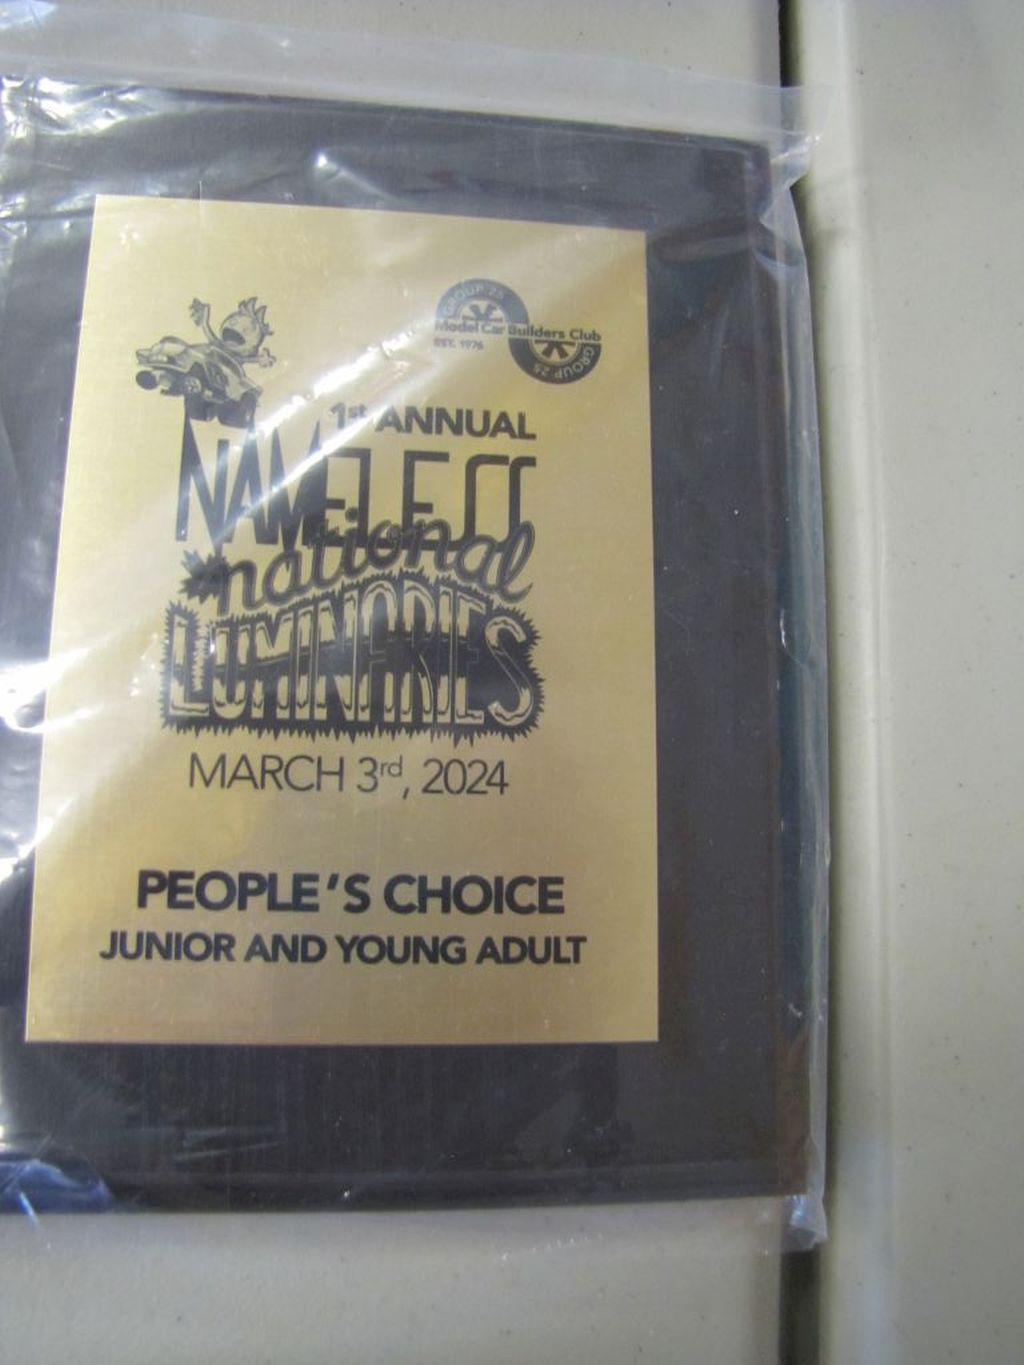 GROUP 25
Model Car Builders Club
EST. 1976
GROUP 25
1st ANNUAL
NAMELESS
national
LUMINARIES
MARCH 3rd, 2024
PEOPLE'S CHOICE
JUNIOR AND YOUNG ADULT